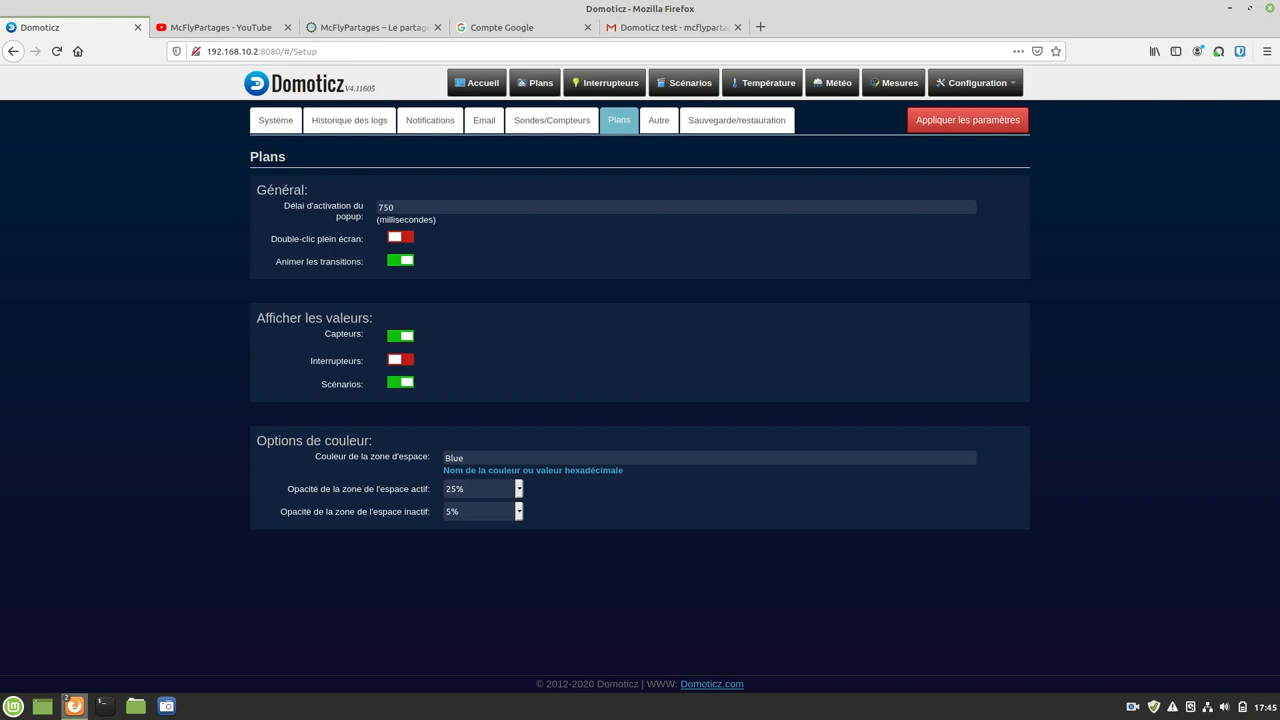 Domoticz - Mozilla Firefox
Domoticz
McFlyPartages - YouTube
McFlyPartages – Le partag
Compte Google
Domoticz test - mcflyparta
192.168.10.2:8080/#/Setup
Domoticz V4.11605
Accueil
Plans
Interrupteurs
Scénarios
Température
Météo
Mesures
Configuration
Système
Historique des logs
Notifications
Email
Sondes/Compteurs
Plans
Autre
Sauvegarde/restauration
Appliquer les paramètres
Plans
Général:
Délai d'activation du
popup:
750
(millisecondes)
Double-clic plein écran:
Animer les transitions:
Afficher les valeurs:
Capteurs:
Interrupteurs:
Scénarios:
Options de couleur:
Couleur de la zone d'espace:
Blue
Nom de la couleur ou valeur hexadécimale
Opacité de la zone de l'espace actif:
25%
Opacité de la zone de l'espace inactif:
5%
© 2012-2020 Domoticz | WWW: Domoticz.com
2
17:45